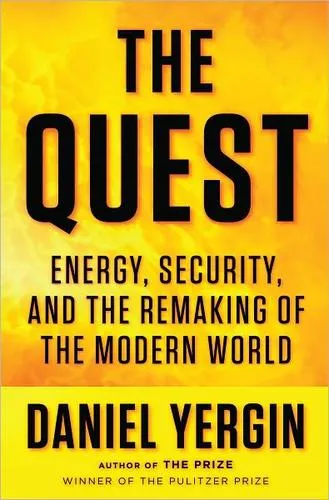 THE
QUEST
ENERGY, SECURITY,
AND THE REMAKING OF
THE MODERN WORLD
DANIEL YERGIN
AUTHOR OF THE PRIZE
WINNER OF THE PULITZER PRIZE